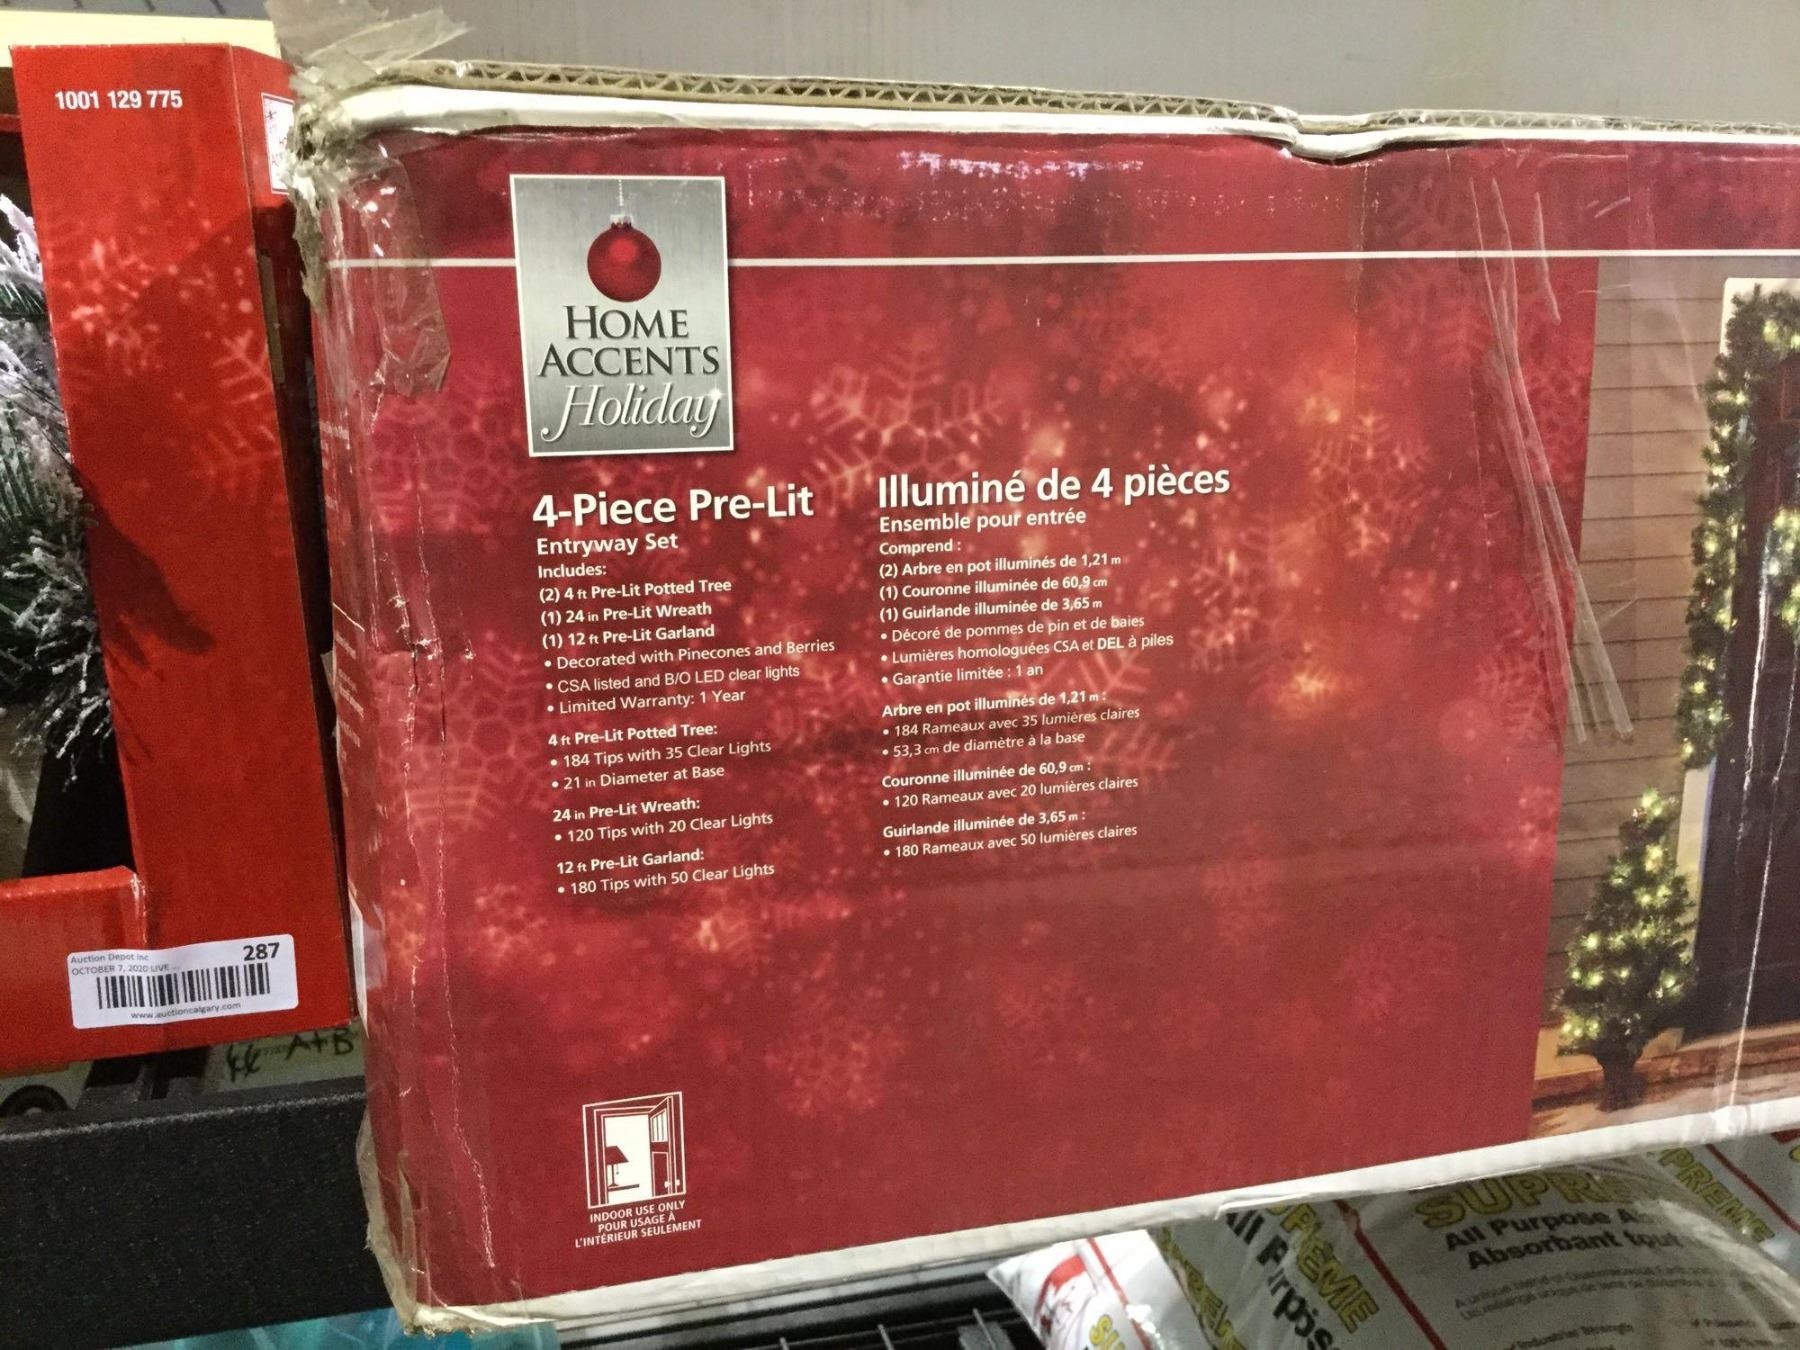 1001 129 775
HOME
ACCENTS
Holiday
4-Piece Pre-Lit
Entryway Set
Includes:
(2) 4 ft Pre-Lit Potted Tree
(1) 24 in Pre-Lit Wreath
(1) 12 ft Pre-Lit Garland
• Decorated with Pinecones and Berries
• CSA listed and B/O LED clear lights
• Limited Warranty: 1 Year
4 ft Pre-Lit Potted Tree:
• 184 Tips with 35 Clear Lights
• 21 in Diameter at Base
24 in Pre-Lit Wreath:
• 120 Tips with 20 Clear Lights
12 ft Pre-Lit Garland:
• 180 Tips with 50 Clear Lights
Illuminé de 4 pièces
Ensemble pour entrée
Comprend :
(2) Arbre en pot illuminés de 1,21 m
(1) Couronne illuminée de 60,9 cm
(1) Guirlande illuminée de 3,65 m
• Décoré de pommes de pin et de baies
• Lumières homologuées CSA et DEL à piles
• Garantie limitée : 1 an
Arbre en pot illuminés de 1,21 m :
• 184 Rameaux avec 35 lumières claires
• 53,3 cm de diamètre à la base
Couronne illuminée de 60,9 cm :
• 120 Rameaux avec 20 lumières claires
Guirlande illuminée de 3,65 m :
• 180 Rameaux avec 50 lumières claires
INDOOR USE ONLY
POUR USAGE À
L'INTÉRIEUR SEULEMENT
Auction Depot Inc
287
OCTOBER 7, 2020 LIVE
www.auctioncalgary.com
A+B
SUPREME
All Purpose
Absorbant tout
Industrial Strength